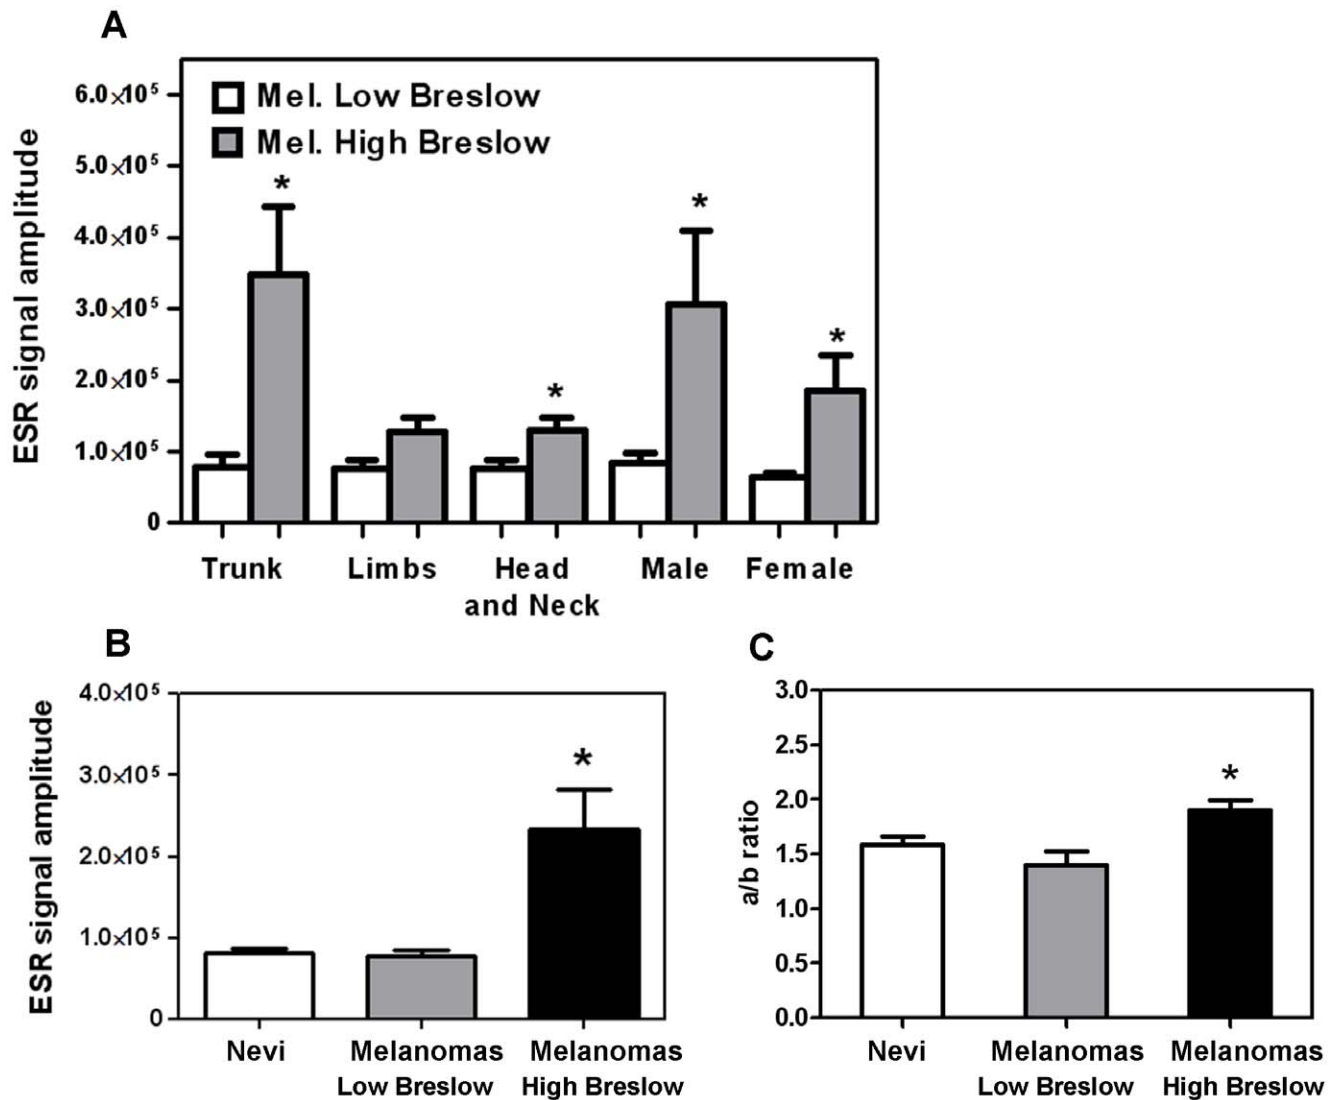 A
ESR signal amplitude
6.0×10⁵
5.0×10⁵
4.0×10⁵
3.0×10⁵
2.0×10⁵
1.0×10⁵
0
Mel. Low Breslow
Mel. High Breslow
*
*
*
*
Trunk Limbs Head and Neck Male Female
B
ESR signal amplitude
4.0×10⁵
3.0×10⁵
2.0×10⁵
1.0×10⁵
0
*
Nevi Melanomas Low Breslow Melanomas High Breslow
C
a/b ratio
3.0
2.5
2.0
1.5
1.0
0.5
0.0
*
Nevi Melanomas Low Breslow Melanomas High Breslow